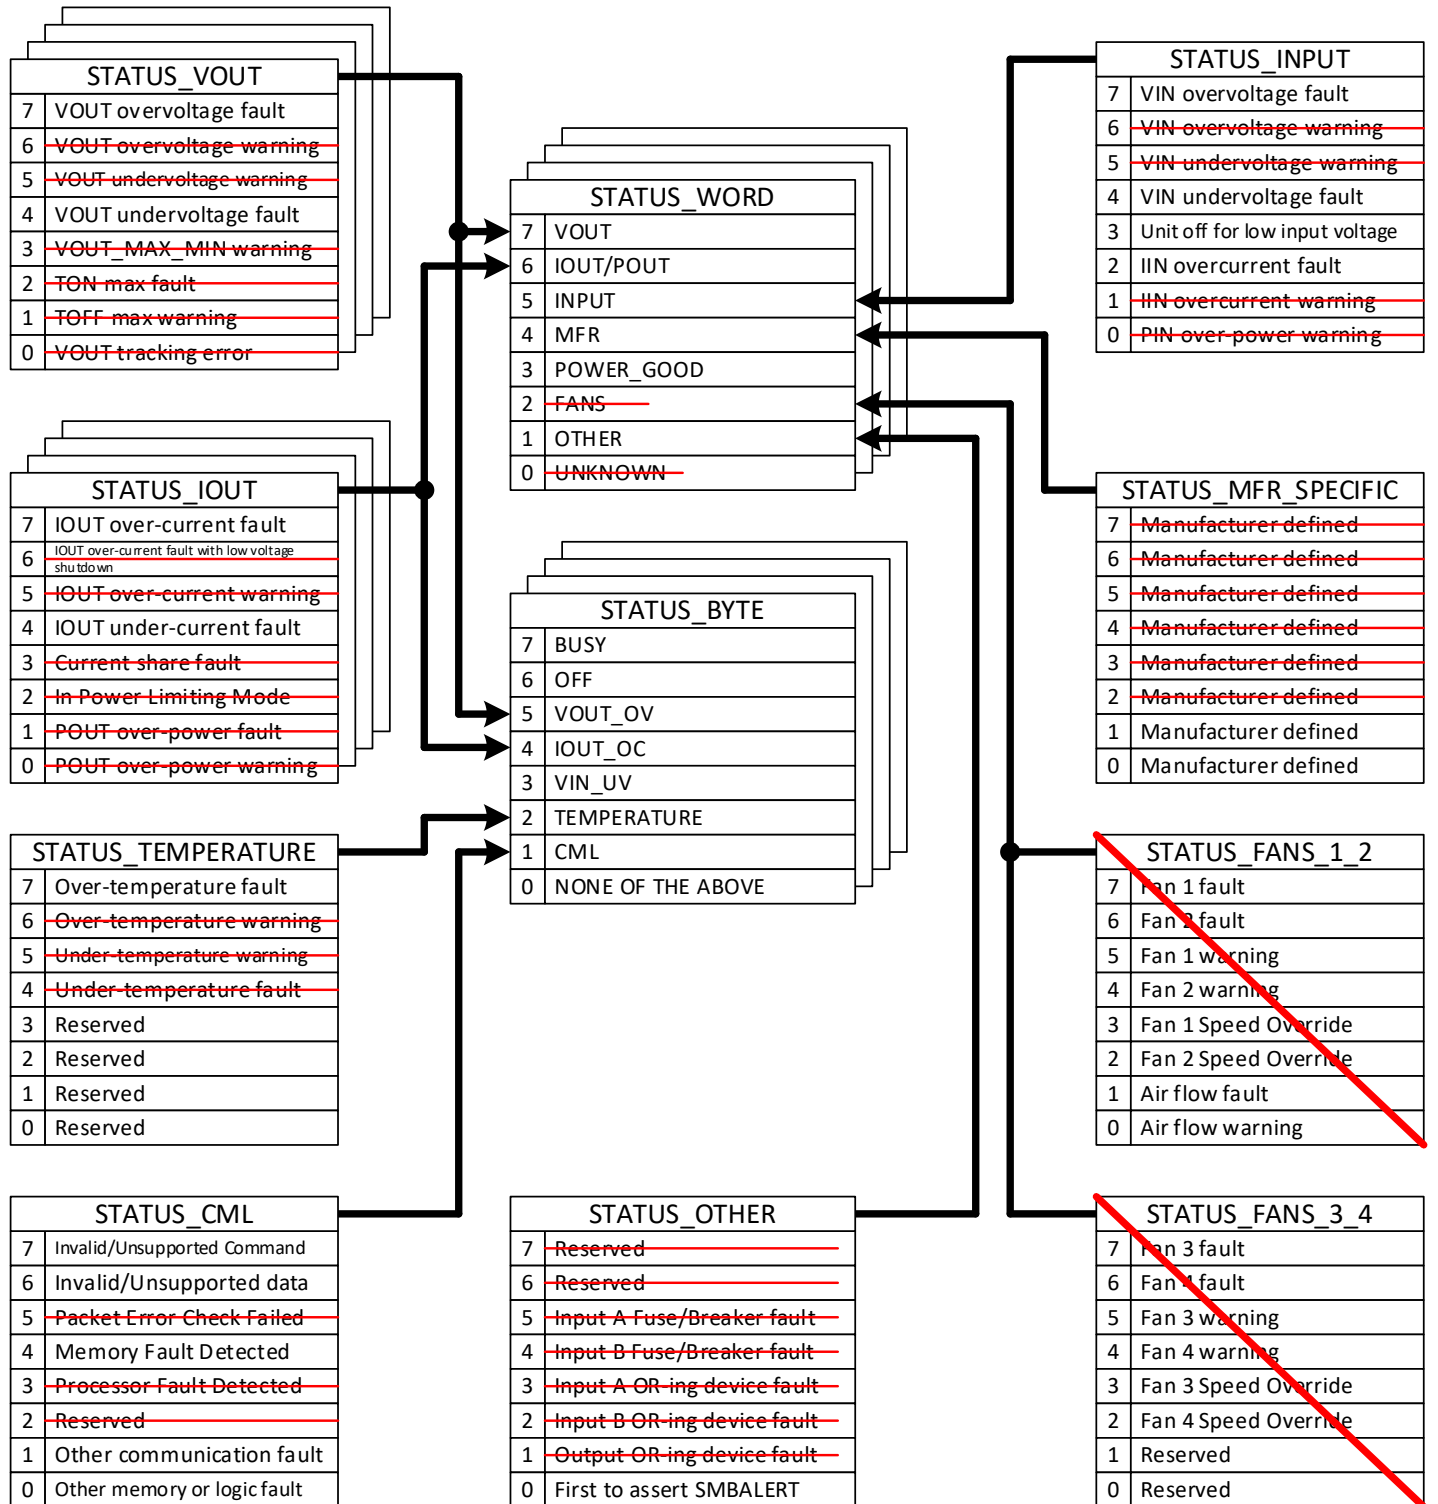 STATUS_VOUT
7 VOUT overvoltage fault
6 VOUT overvoltage warning
5 VOUT undervoltage warning
4 VOUT undervoltage fault
3 VOUT_MAX_MIN warning
2 TON max fault
1 TOFF max warning
0 VOUT tracking error
STATUS_IOUT
7 IOUT over-current fault
6 IOUT over-current fault with low voltage
shutdown
5 IOUT over-current warning
4 IOUT under-current fault
3 Current share fault
2 In Power Limiting Mode
1 POUT over-power fault
0 POUT over-power warning
STATUS_TEMPERATURE
7 Over-temperature fault
6 Over-temperature warning
5 Under-temperature warning
4 Under-temperature fault
3 Reserved
2 Reserved
1 Reserved
0 Reserved
STATUS_CML
7 Invalid/Unsupported Command
6 Invalid/Unsupported data
5 Packet Error Check Failed
4 Memory Fault Detected
3 Processor Fault Detected
2 Reserved
1 Other communication fault
0 Other memory or logic fault
STATUS_WORD
7 VOUT
6 IOUT/POUT
5 INPUT
4 MFR
3 POWER_GOOD
2 FANS
1 OTHER
0 UNKNOWN
STATUS_BYTE
7 BUSY
6 OFF
5 VOUT_OV
4 IOUT_OC
3 VIN_UV
2 TEMPERATURE
1 CML
0 NONE OF THE ABOVE
STATUS_OTHER
7 Reserved
6 Reserved
5 Input A Fuse/Breaker fault
4 Input B Fuse/Breaker fault
3 Input A OR-ing device fault
2 Input B OR-ing device fault
1 Output OR-ing device fault
0 First to assert SMBALERT
STATUS_INPUT
7 VIN overvoltage fault
6 VIN overvoltage warning
5 VIN undervoltage warning
4 VIN undervoltage fault
3 Unit off for low input voltage
2 IIN overcurrent fault
1 IIN overcurrent warning
0 PIN over-power warning
STATUS_MFR_SPECIFIC
7 Manufacturer defined
6 Manufacturer defined
5 Manufacturer defined
4 Manufacturer defined
3 Manufacturer defined
2 Manufacturer defined
1 Manufacturer defined
0 Manufacturer defined
STATUS_FANS_1_2
7 Fan 1 fault
6 Fan 2 fault
5 Fan 1 warning
4 Fan 2 warning
3 Fan 1 Speed Override
2 Fan 2 Speed Override
1 Air flow fault
0 Air flow warning
STATUS_FANS_3_4
7 Fan 3 fault
6 Fan 4 fault
5 Fan 3 warning
4 Fan 4 warning
3 Fan 3 Speed Override
2 Fan 4 Speed Override
1 Reserved
0 Reserved